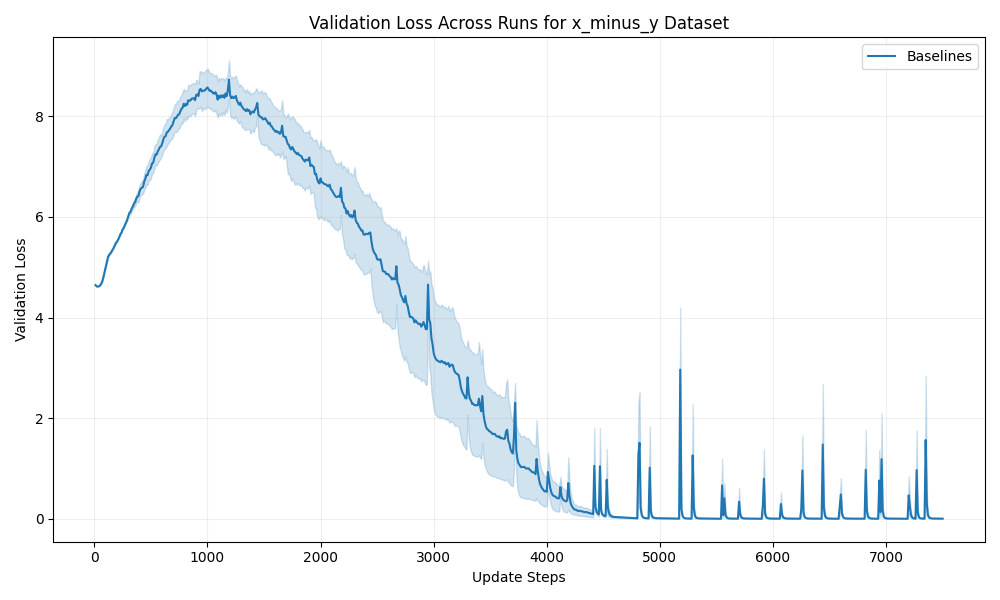 Validation Loss Across Runs for x_minus_y Dataset
Baselines
Validation Loss
8
6
4
2
0
0 1000 2000 3000 4000 5000 6000 7000
Update Steps